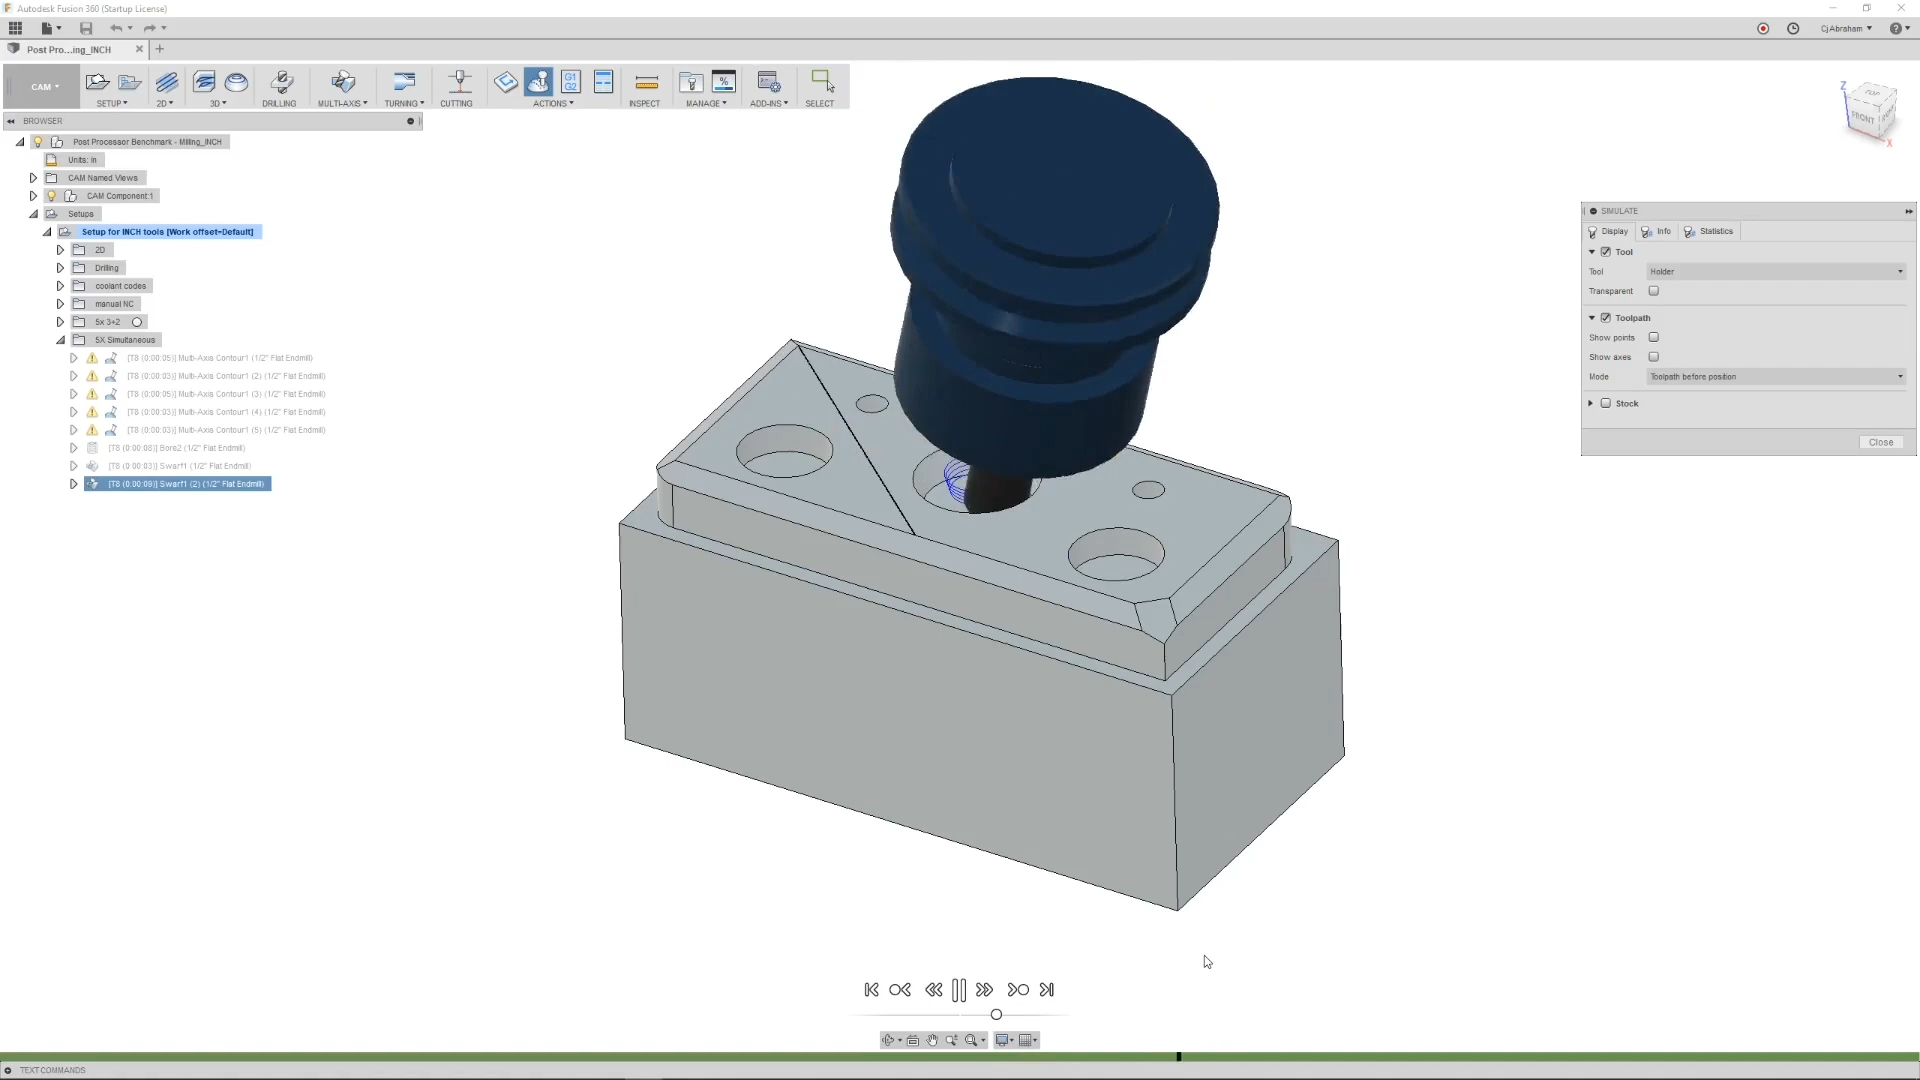 Autodesk Fusion 360 (Startup License)
Cj Abraham
Post Pro...ing_INCH
CAM
SETUP
2D
3D
DRILLING
MULTI-AXIS
TURNING
CUTTING
G1
G2
ACTIONS
INSPECT
MANAGE
ADD-INS
SELECT
BROWSER
Post Processor Benchmark - Milling_INCH
Units: in
CAM Named Views
CAM Component:1
Setups
Setup for INCH tools [Work offset=Default]
2D
Drilling
coolant codes
manual NC
5x 3+2
5X Simultaneous
[T8 (0:00:05)] Multi-Axis Contour1 (1/2" Flat Endmill)
[T8 (0:00:03)] Multi-Axis Contour1 (2) (1/2" Flat Endmill)
[T8 (0:00:05)] Multi-Axis Contour1 (3) (1/2" Flat Endmill)
[T8 (0:00:03)] Multi-Axis Contour1 (4) (1/2" Flat Endmill)
[T8 (0:00:03)] Multi-Axis Contour1 (5) (1/2" Flat Endmill)
[T8 (0:00:08)] Bore2 (1/2" Flat Endmill)
[T8 (0:00:03)] Swarf1 (1/2" Flat Endmill)
[T8 (0:00:09)] Swarf1 (2) (1/2" Flat Endmill)
Z
TOP
FRONT
X
SIMULATE
Display Info Statistics
Tool
Tool Holder
Transparent
Toolpath
Show points
Show axes
Mode Toolpath before position
Stock
Close
TEXT COMMANDS